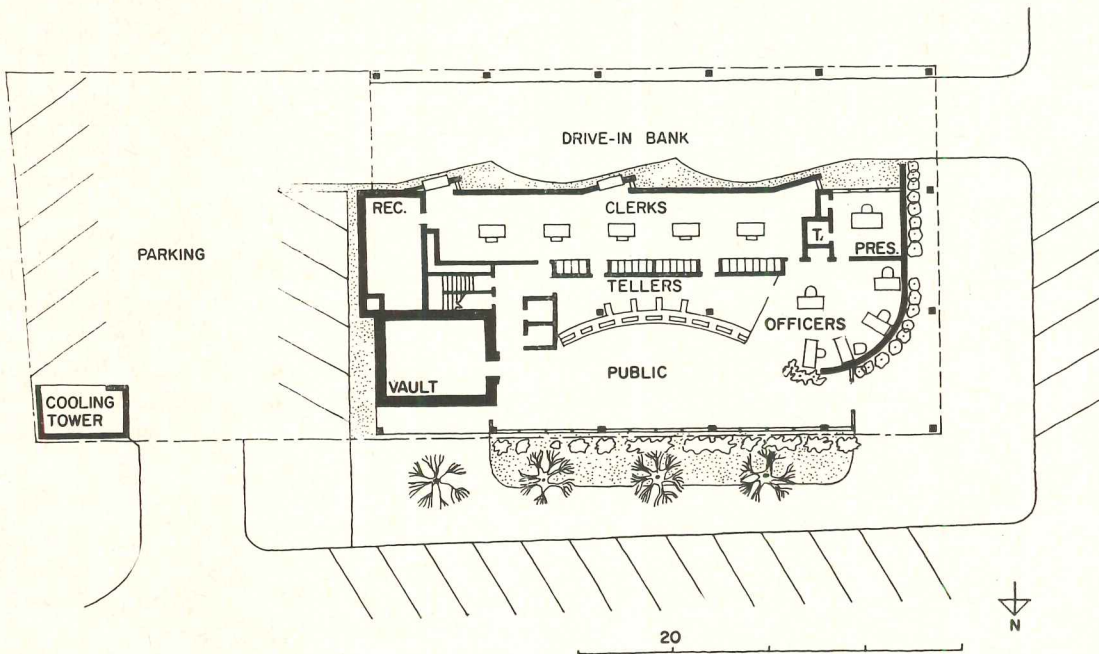 DRIVE-IN BANK
REC.
CLERKS
PARKING
T.
PRES.
TELLERS
OFFICERS
PUBLIC
VAULT
COOLING
TOWER
N
20